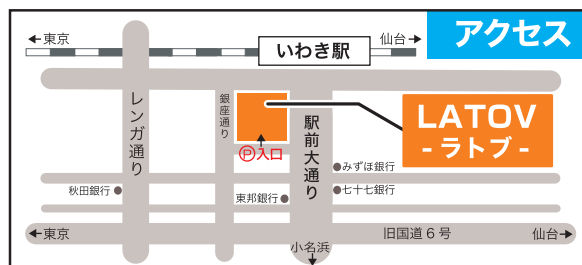 アクセス
←東京
仙台→
いわき駅
レンガ通り
銀座通り
駅前大通り
LATOV
- ラトブ -
Ⓟ入口
みずほ銀行
秋田銀行
東邦銀行
七十七銀行
←東京
旧国道6号
仙台→
小名浜
↓